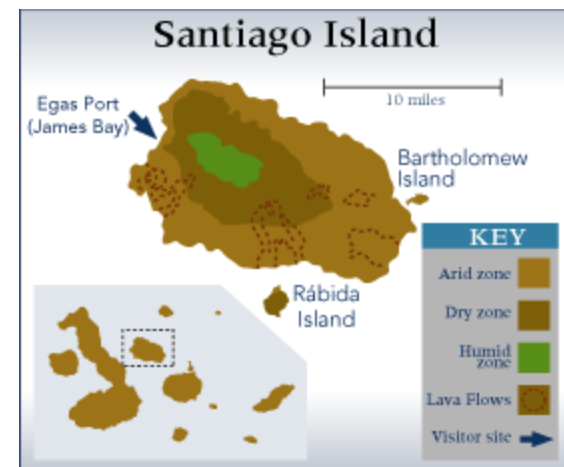 Santiago Island
10 miles
Egas Port
(James Bay)
Bartholomew
Island
Rábida
Island
KEY
Arid zone
Dry zone
Humid
zone
Lava Flows
Visitor site